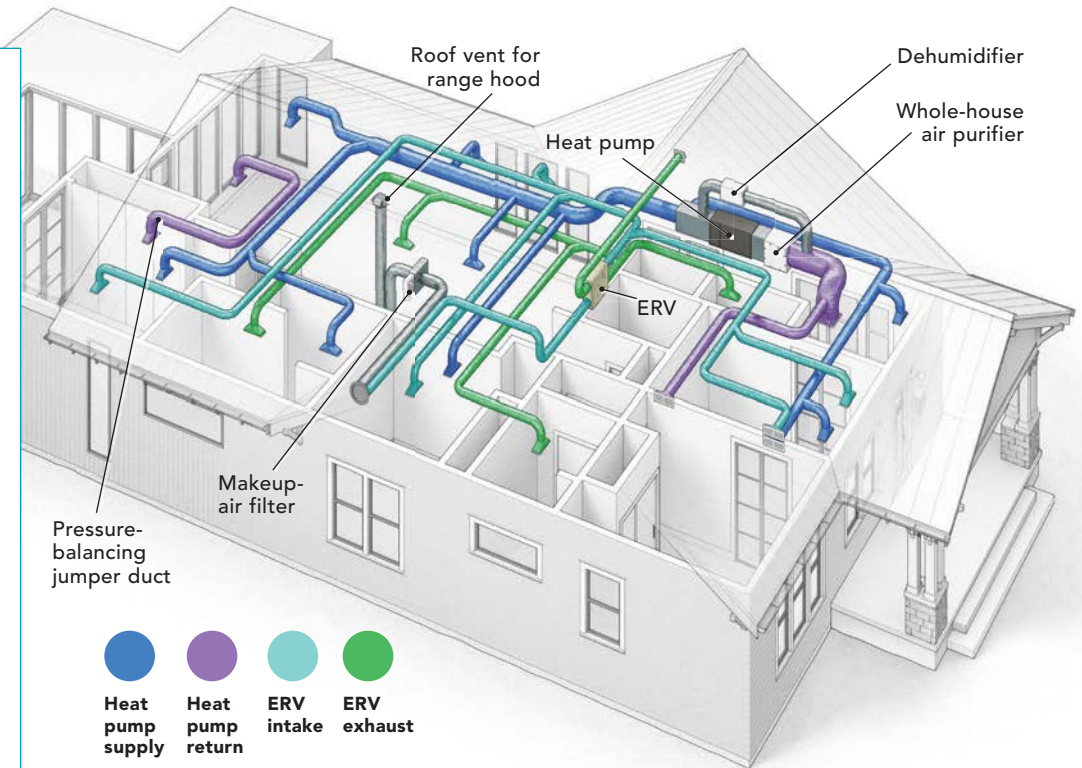 Roof vent for
range hood
Dehumidifier
Whole-house
air purifier
Heat pump
ERV
Makeup-
air filter
Pressure-
balancing
jumper duct
Heat
pump
supply
Heat
pump
return
ERV
intake
ERV
exhaust